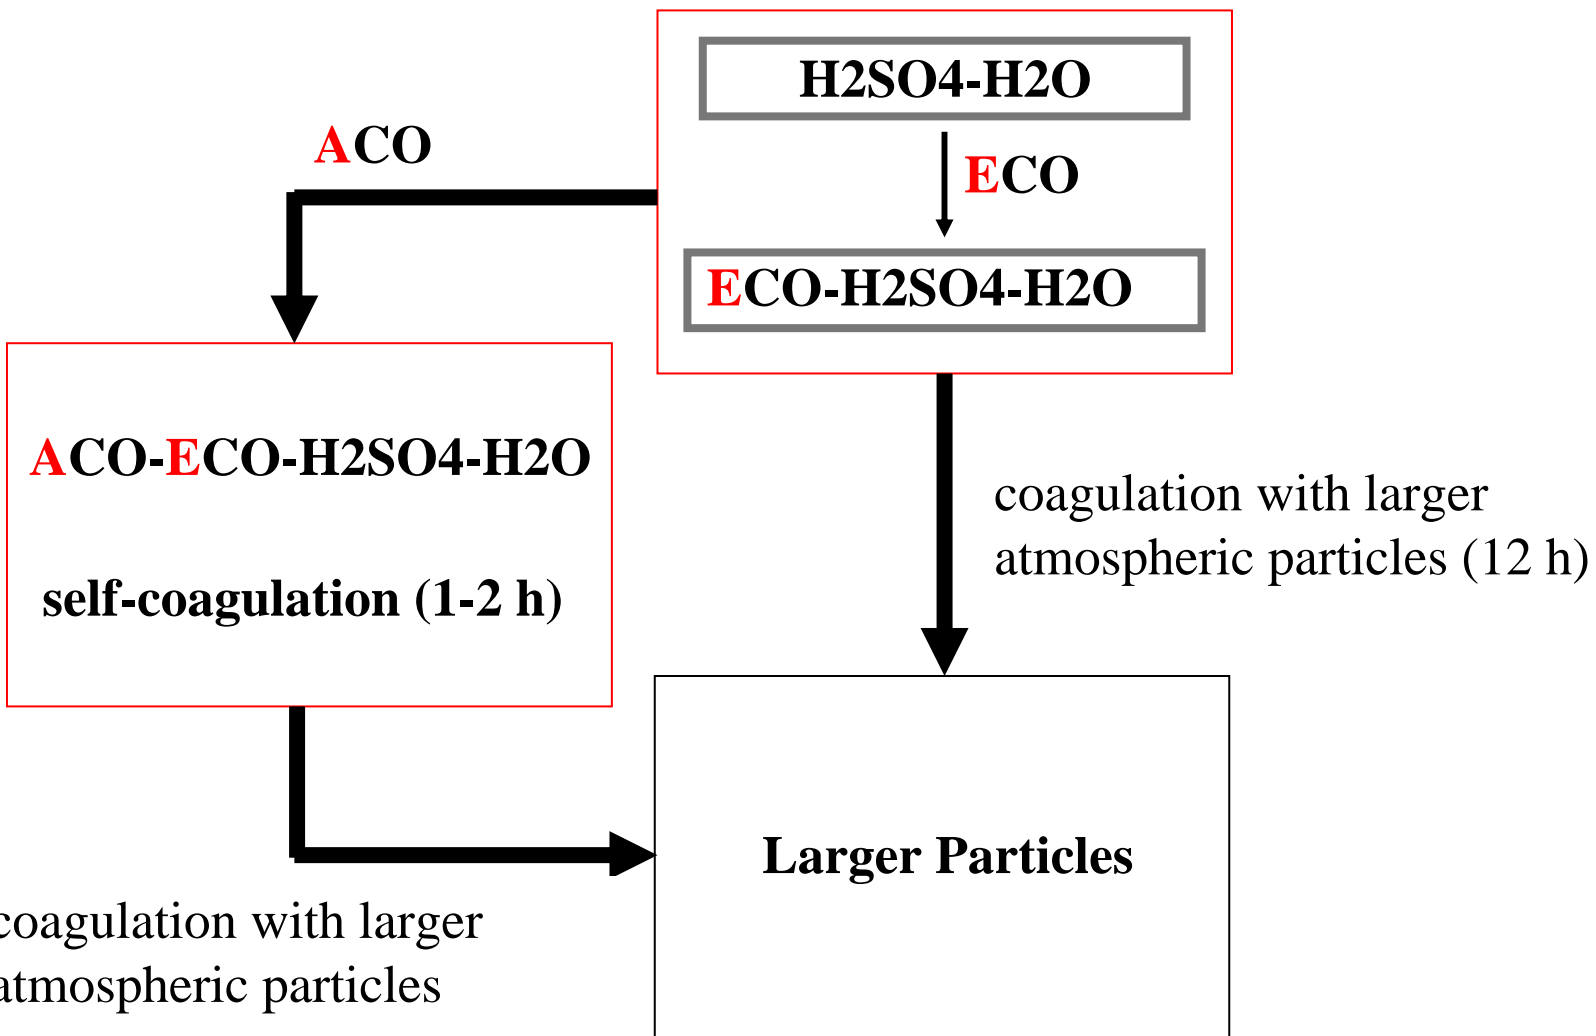 H2SO4-H2O
ACO
ECO
ECO-H2SO4-H2O
ACO-ECO-H2SO4-H2O
self-coagulation (1-2 h)
coagulation with larger
atmospheric particles (12 h)
Larger Particles
coagulation with larger
atmospheric particles